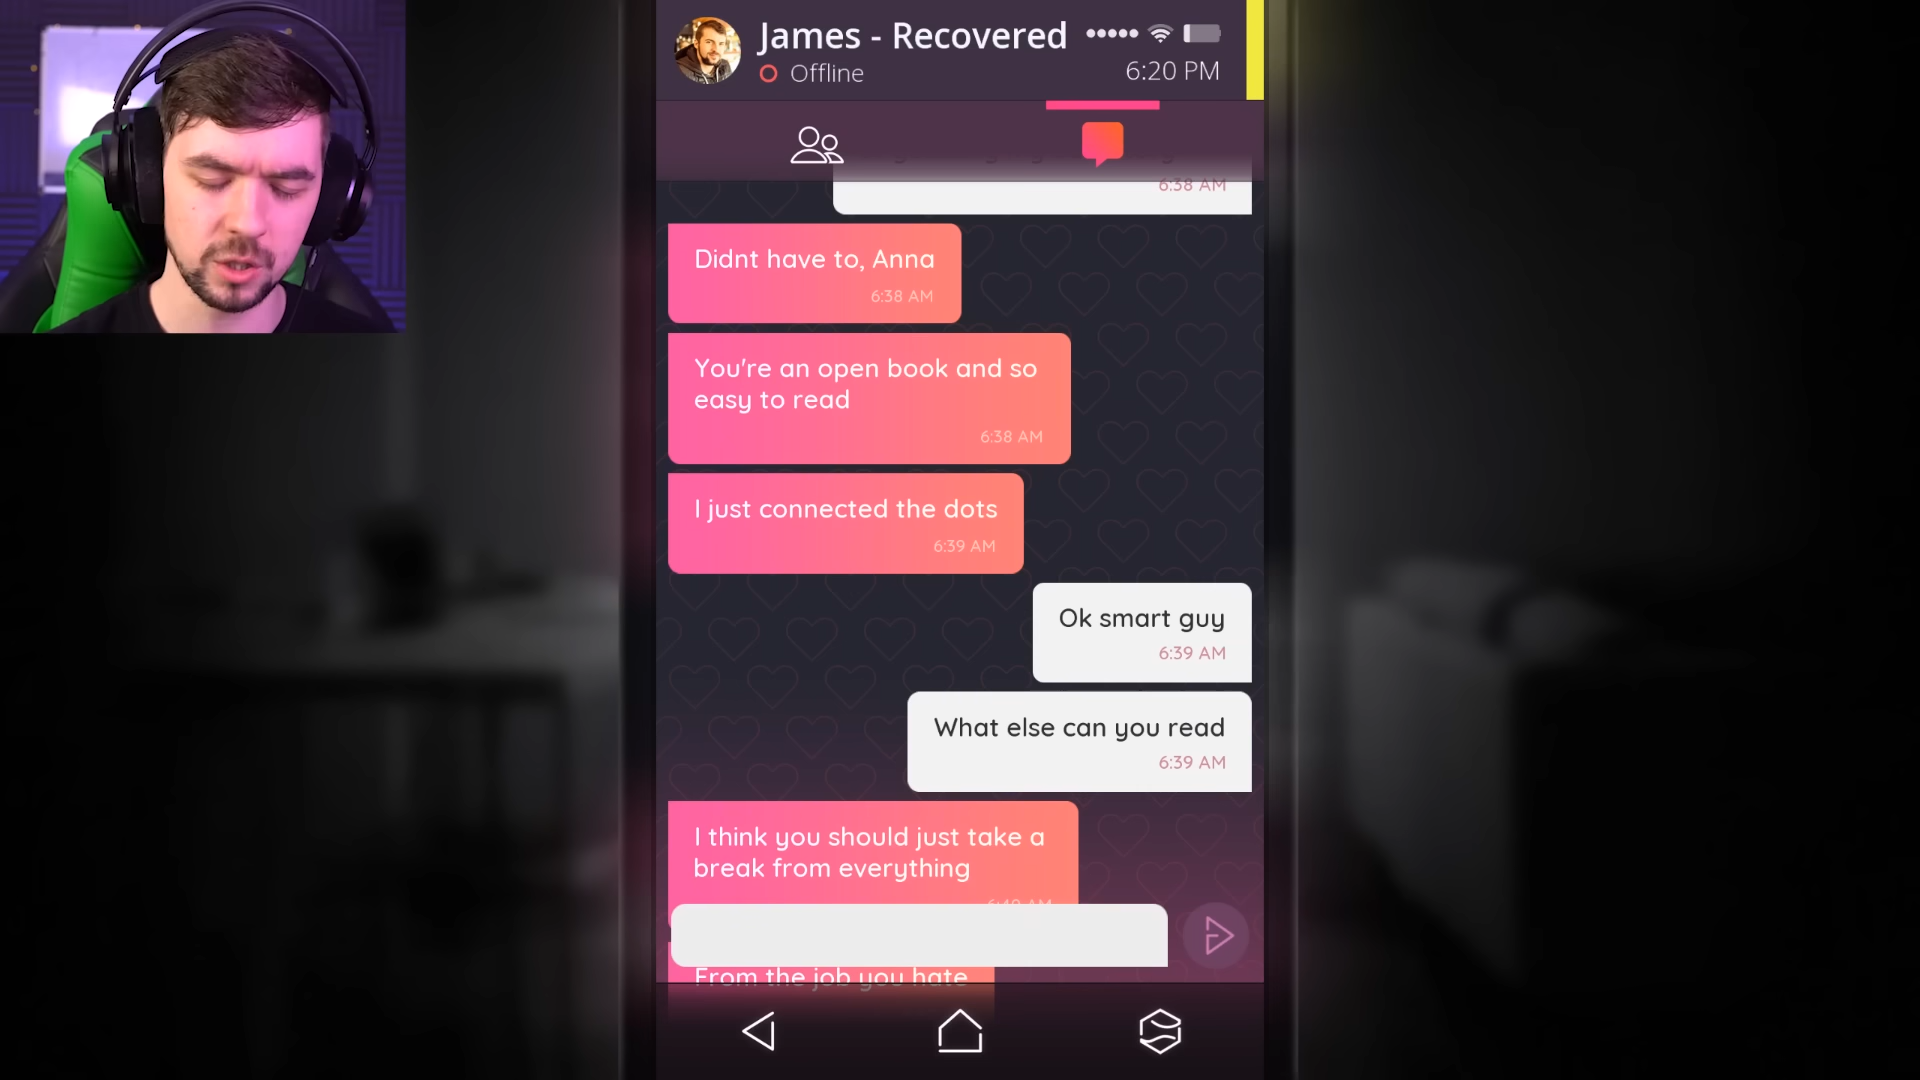 James - Recovered
Offline
6:20 PM
6:38 AM
Didnt have to, Anna
6:38 AM
You're an open book and so
easy to read
6:38 AM
I just connected the dots
6:39 AM
Ok smart guy
6:39 AM
What else can you read
6:39 AM
I think you should just take a
break from everything
6:40 AM
From the job you hate